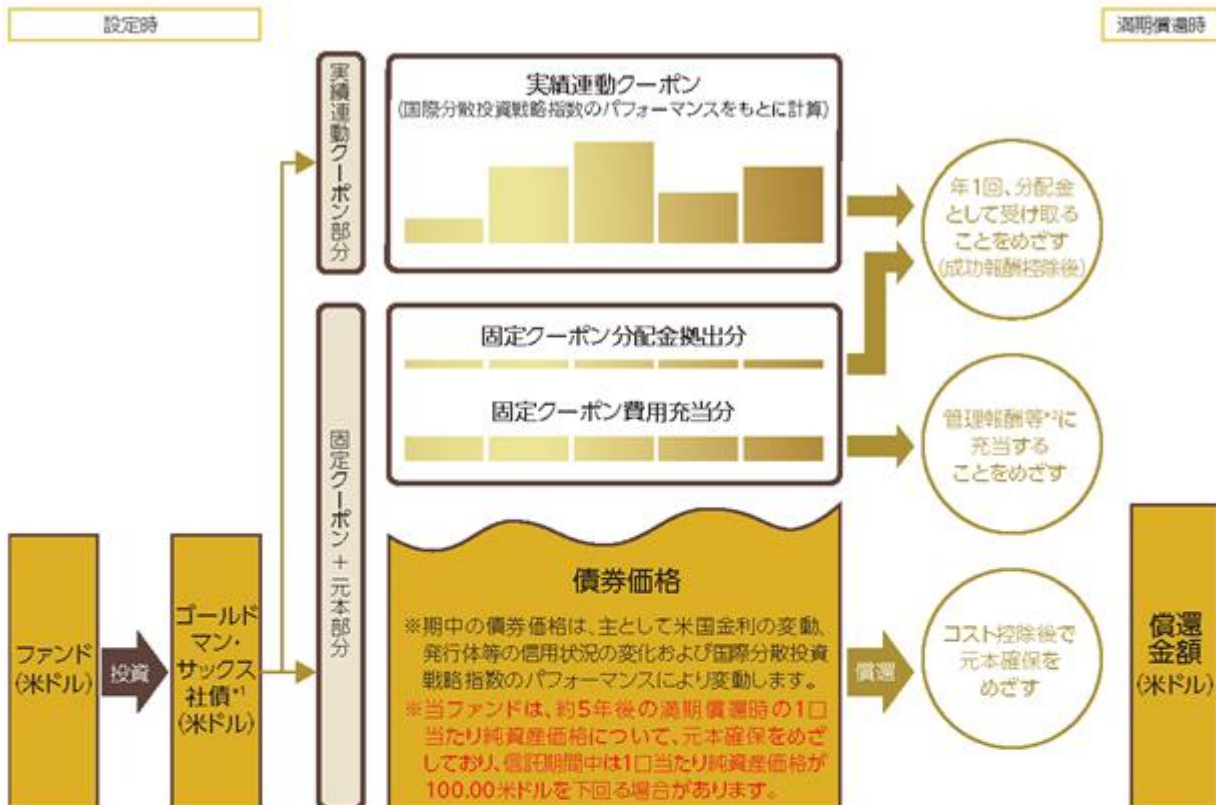 設定時
満期償還時
実績連動クーポン部分
実績連動クーポン
(国際分散投資戦略指数のパフォーマンスをもとに計算)
年1回、分配金
として受け取る
ことをめざす
(成功報酬控除後)
固定クーポン+元本部分
固定クーポン分配金拠出分
固定クーポン費用充当分
管理報酬等*2に
充当する
ことをめざす
ファンド
(米ドル)
投資
ゴールド
マン・
サックス
社債*1
(米ドル)
債券価格
※期中の債券価格は、主として米国金利の変動、
発行体等の信用状況の変化および国際分散投資
戦略指数のパフォーマンスにより変動します。
※当ファンドは、約5年後の満期償還時の1口
当たり純資産価格について、元本確保をめざ
しており、信託期間中は1口当たり純資産価格が
100.00米ドルを下回る場合があります。
償還
コスト控除後で
元本確保を
めざす
償還
金額
(米ドル)